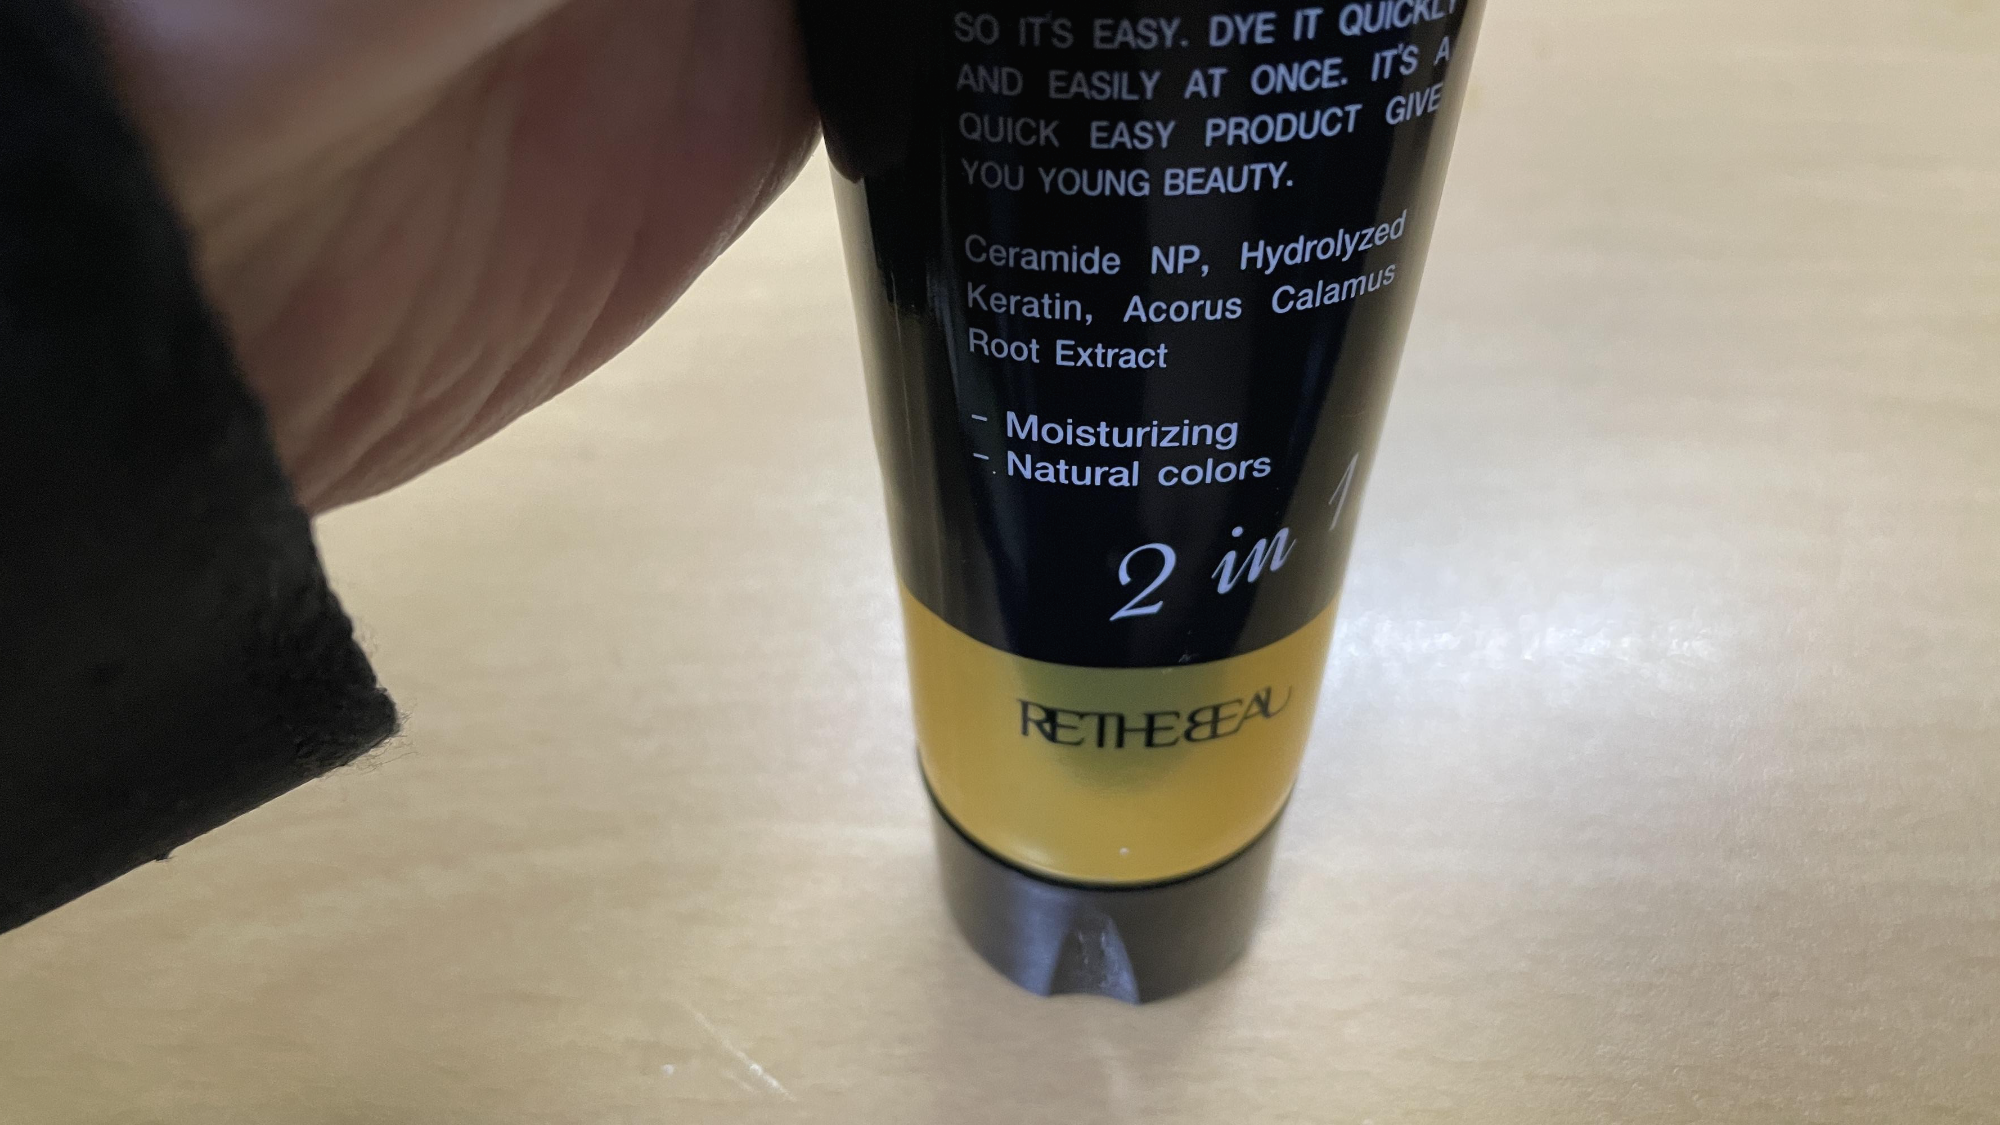 SO IT'S EASY. DYE IT QUICKLY
AND EASILY AT ONCE. IT'S A
QUICK EASY PRODUCT GIVE
YOU YOUNG BEAUTY.
Ceramide NP, Hydrolyzed
Keratin, Acorus Calamus
Root Extract
- Moisturizing
- Natural colors
2 in 1
RETHEBEAU